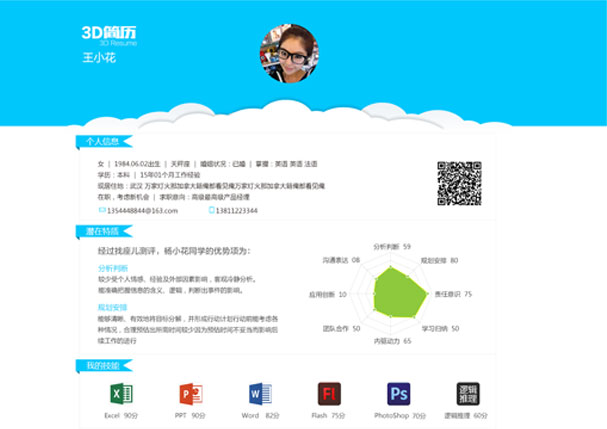 3D简历
3D Resume
王小花
个人信息
女 | 1984.06.02出生 | 天秤座 | 婚姻状况：已婚 | 掌握：英语 英语 法语
学历：本科 | 15年01个月工作经验
现居住地：武汉 万家灯火那加拿大籍俺都看见俺万家灯火那加拿大籍俺都看见俺
在职，考虑新机会 | 求职意向：高级最高级产品经理
1354448844@163.com
13811223344
潜在特质
经过找座儿测评，杨小花同学的优势项为：
分析判断
较少受个人情感、经验及外部因素影响，客观冷静分析。
能准确把握信息的含义、逻辑，判断出事件的影响。
规划安排
能够清晰、有效地将目标分解，并形成行动计划行动前能考虑各
种情况，合理预估出所需时间较少因为预估时间不妥当而影响后
续工作的进行
分析判断 59
沟通表达 08
规划安排 80
应用创新 10
责任意识 75
团队合作 50
学习归纳 50
内驱动力 65
我的技能
Excel 90分
PPT 90分
Word 82分
Fl
Flash 75分
Ps
PhotoShop 70分
逻辑
推理
逻辑推理 60分